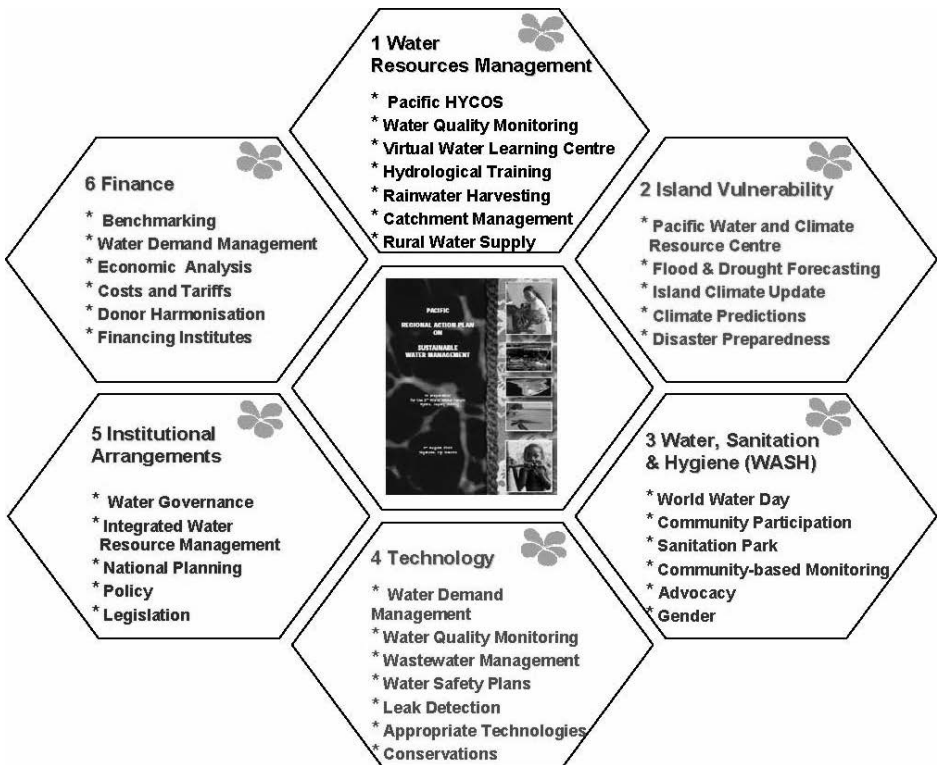 1 Water
Resources Management
* Pacific HYCOS
* Water Quality Monitoring
* Virtual Water Learning Centre
* Hydrological Training
* Rainwater Harvesting
* Catchment Management
* Rural Water Supply
2 Island Vulnerability
* Pacific Water and Climate
Resource Centre
* Flood & Drought Forecasting
* Island Climate Update
* Climate Predictions
* Disaster Preparedness
3 Water, Sanitation
& Hygiene (WASH)
* World Water Day
* Community Participation
* Sanitation Park
* Community-based Monitoring
* Advocacy
* Gender
4 Technology
* Water Demand
Management
* Water Quality Monitoring
* Wastewater Management
* Water Safety Plans
* Leak Detection
* Appropriate Technologies
* Conservations
5 Institutional
Arrangements
* Water Governance
* Integrated Water
Resource Management
* National Planning
* Policy
* Legislation
6 Finance
* Benchmarking
* Water Demand Management
* Economic Analysis
* Costs and Tariffs
* Donor Harmonisation
* Financing Institutes
PACIFIC
REGIONAL ACTION PLAN
ON
SUSTAINABLE
WATER MANAGEMENT